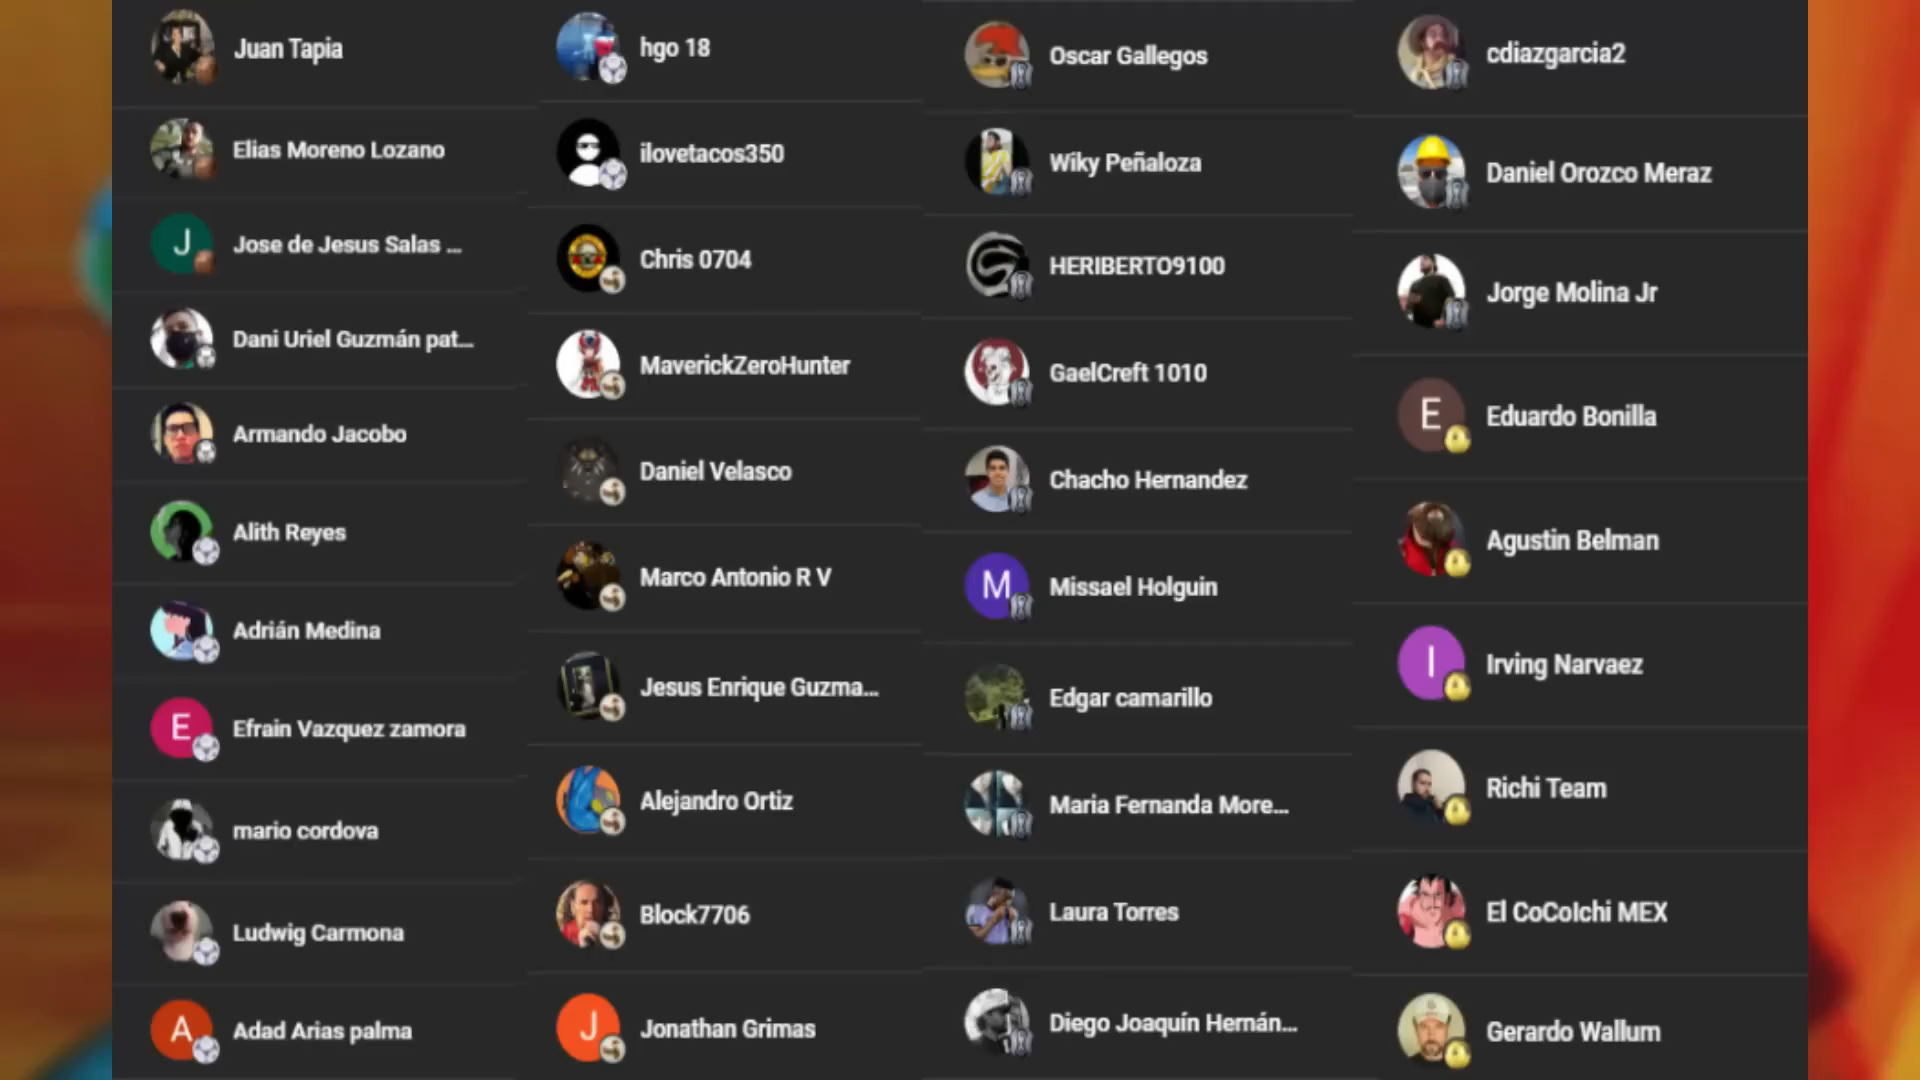 Juan Tapia
Elias Moreno Lozano
J
Jose de Jesus Salas ...
Dani Uriel Guzmán pat...
Armando Jacobo
Alith Reyes
Adrián Medina
E
Efrain Vazquez zamora
mario cordova
Ludwig Carmona
A
Adad Arias palma
hgo 18
ilovetacos350
Chris 0704
MaverickZeroHunter
Daniel Velasco
Marco Antonio R V
Jesus Enrique Guzma...
Alejandro Ortiz
Block7706
J
Jonathan Grimas
Oscar Gallegos
Wiky Peñaloza
HERIBERTO9100
GaelCreft 1010
Chacho Hernandez
M
Missael Holguin
Edgar camarillo
Maria Fernanda More...
Laura Torres
Diego Joaquín Hernán...
cdiazgarcia2
Daniel Orozco Meraz
Jorge Molina Jr
E
Eduardo Bonilla
Agustin Belman
I
Irving Narvaez
Richi Team
El CoCoIchi MEX
Gerardo Wallum